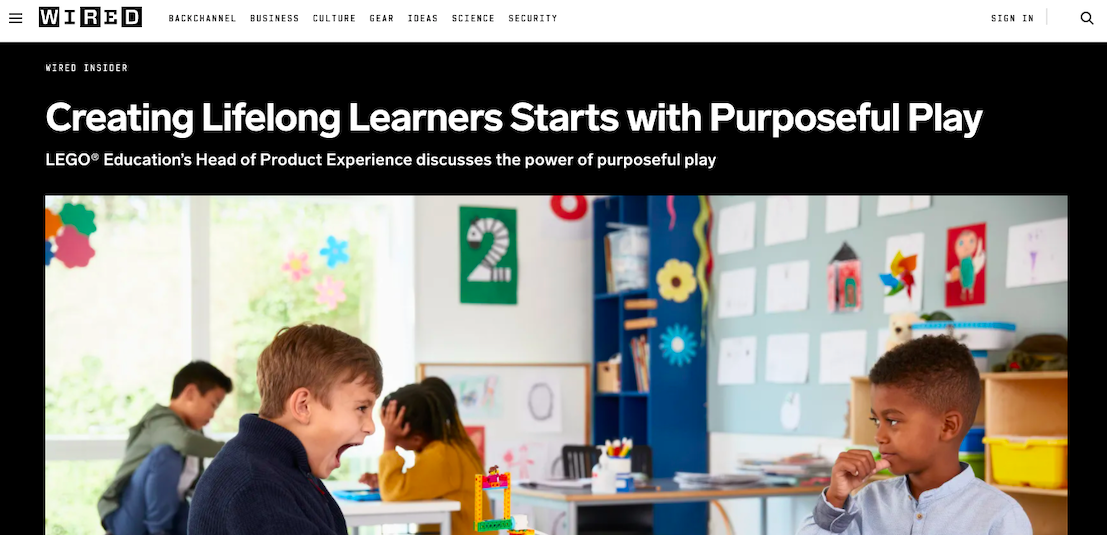 WIRED
BACKCHANNEL BUSINESS CULTURE GEAR IDEAS SCIENCE SECURITY
SIGN IN
WIRED INSIDER
Creating Lifelong Learners Starts with Purposeful Play
LEGO® Education's Head of Product Experience discusses the power of purposeful play
2